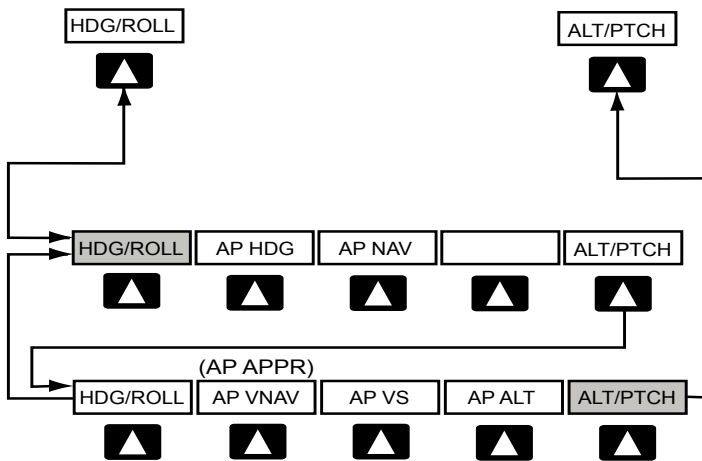 HDG/ROLL ALT/PTCH
HDG/ROLL AP HDG AP NAV ALT/PTCH
(AP APPR)
HDG/ROLL AP VNAV AP VS AP ALT ALT/PTCH